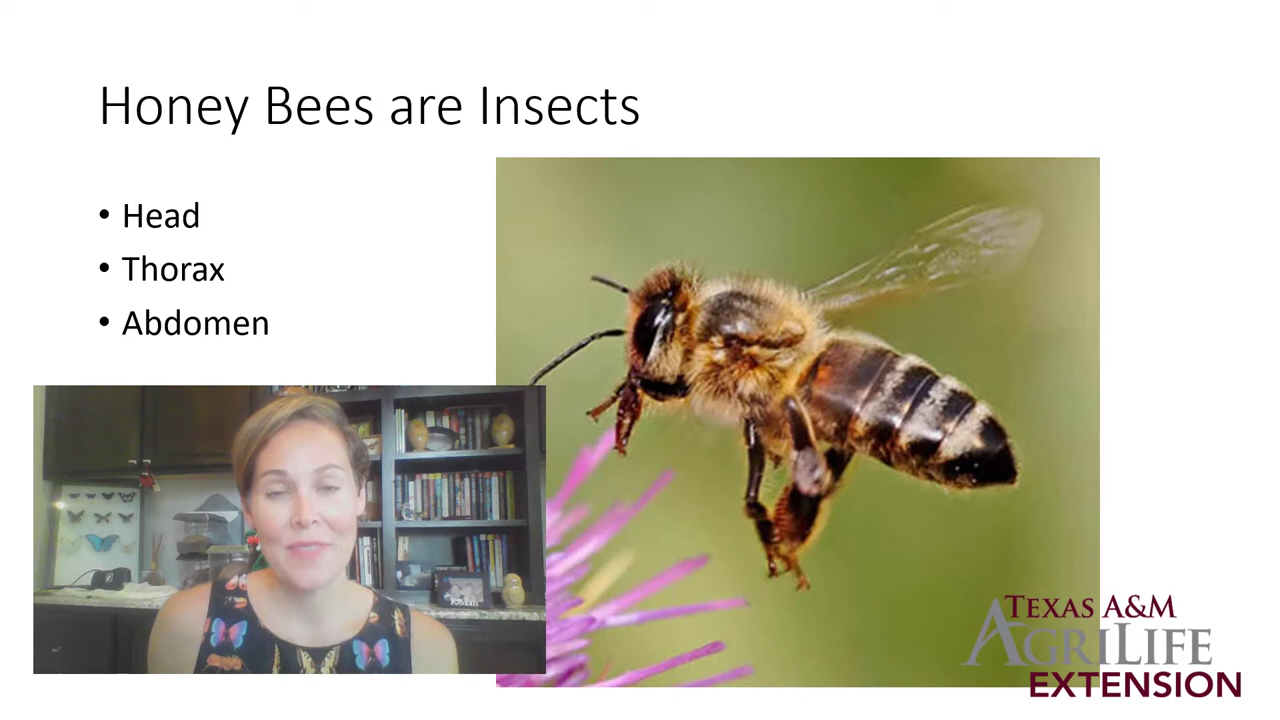 Honey Bees are Insects
• Head
• Thorax
• Abdomen
TEXAS A&M
AGRILIFE
EXTENSION